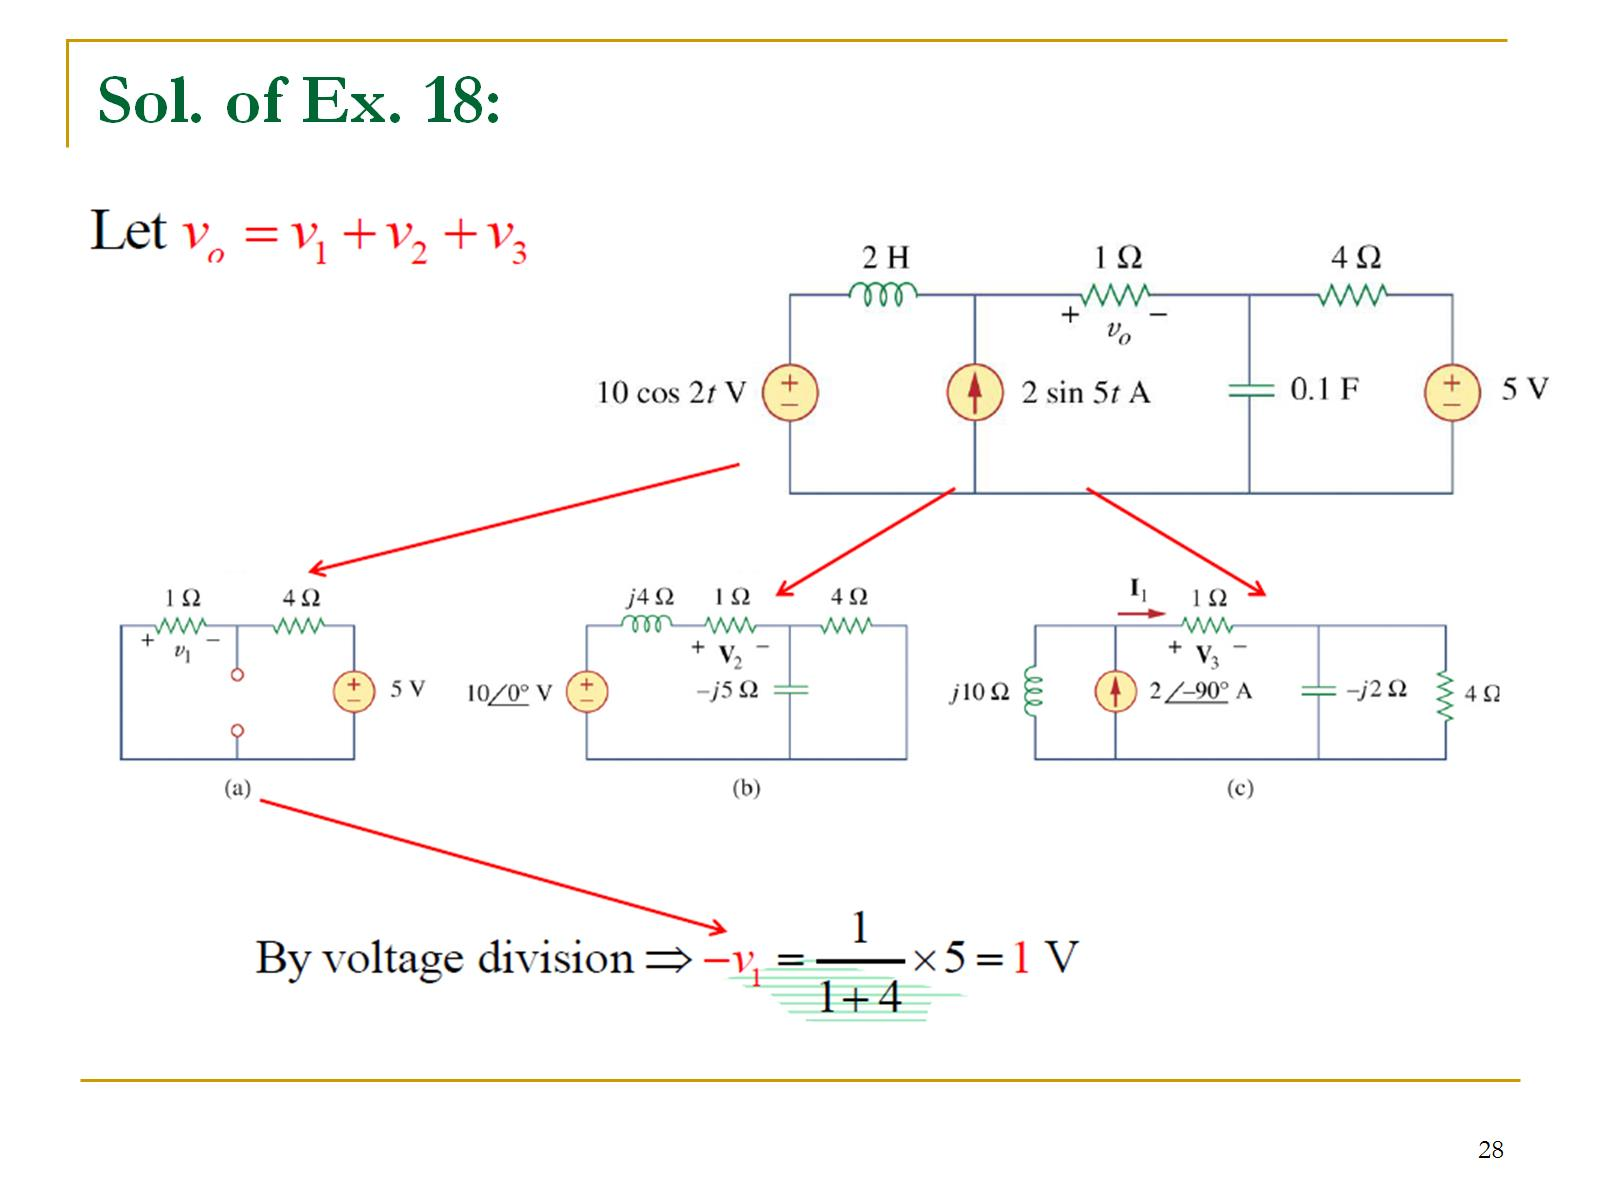 Sol. of Ex. 18:
Let v_o = v_1 + v_2 + v_3
2 H
1 Ω
4 Ω
+ v_o −
10 cos 2t V
+ −
2 sin 5t A
0.1 F
+ −
5 V
1 Ω
4 Ω
+ v_1 −
+ −
5 V
(a)
j4 Ω
1 Ω
4 Ω
+ V_2 −
10∠0° V
+ −
−j5 Ω
(b)
I_1
1 Ω
+ V_3 −
j10 Ω
2∠−90° A
−j2 Ω
4 Ω
(c)
By voltage division ⇒ −v_1 = 1/(1+4) × 5 = 1 V
28